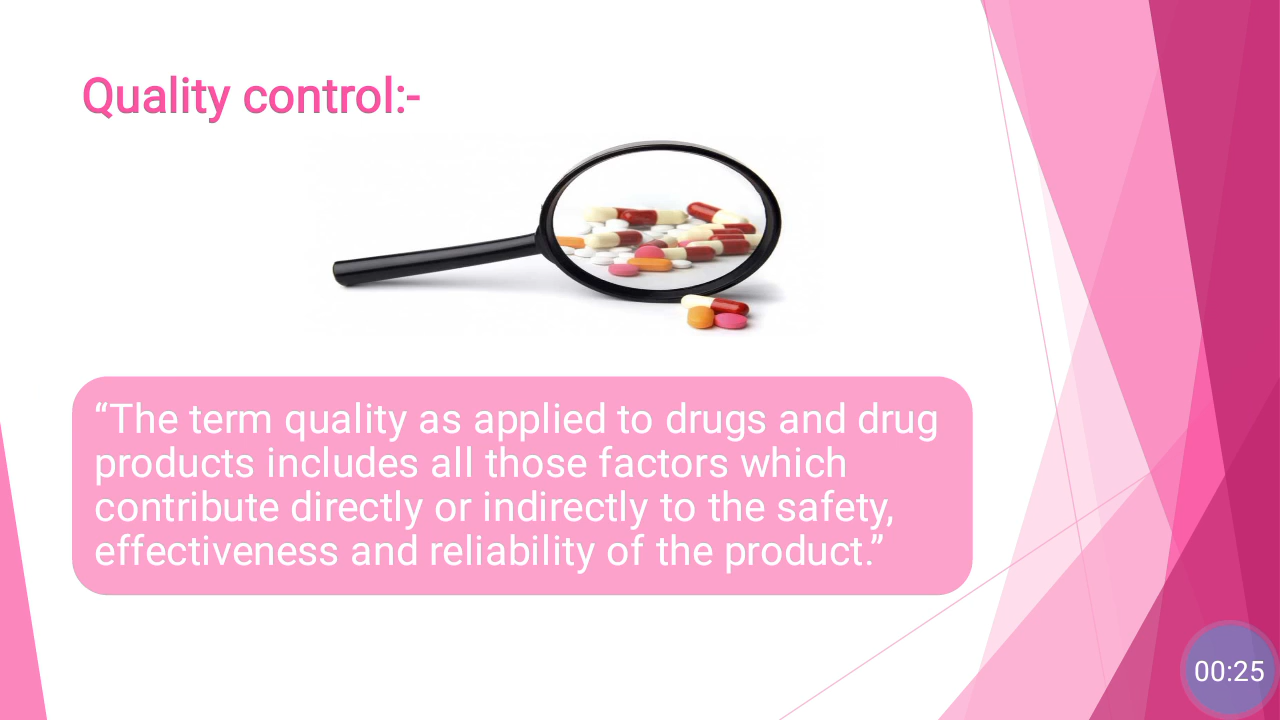 Quality control:-
“The term quality as applied to drugs and drug
products includes all those factors which
contribute directly or indirectly to the safety,
effectiveness and reliability of the product.”
00:25